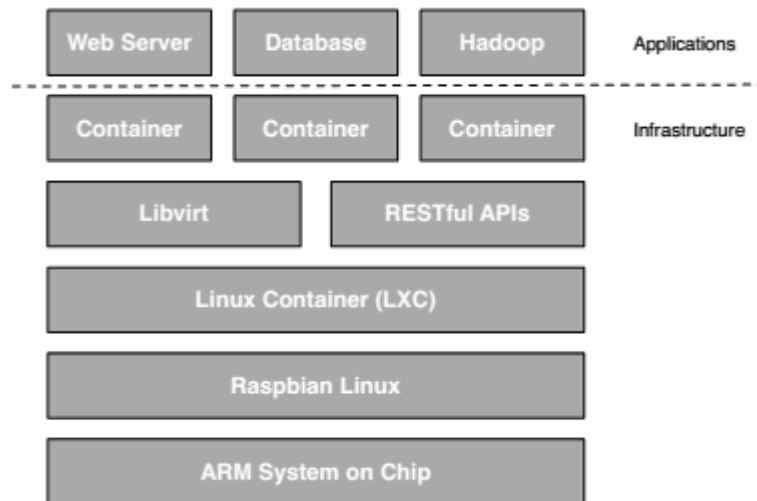 Web Server Database Hadoop Applications
Container Container Container Infrastructure
Libvirt RESTful APIs
Linux Container (LXC)
Raspbian Linux
ARM System on Chip